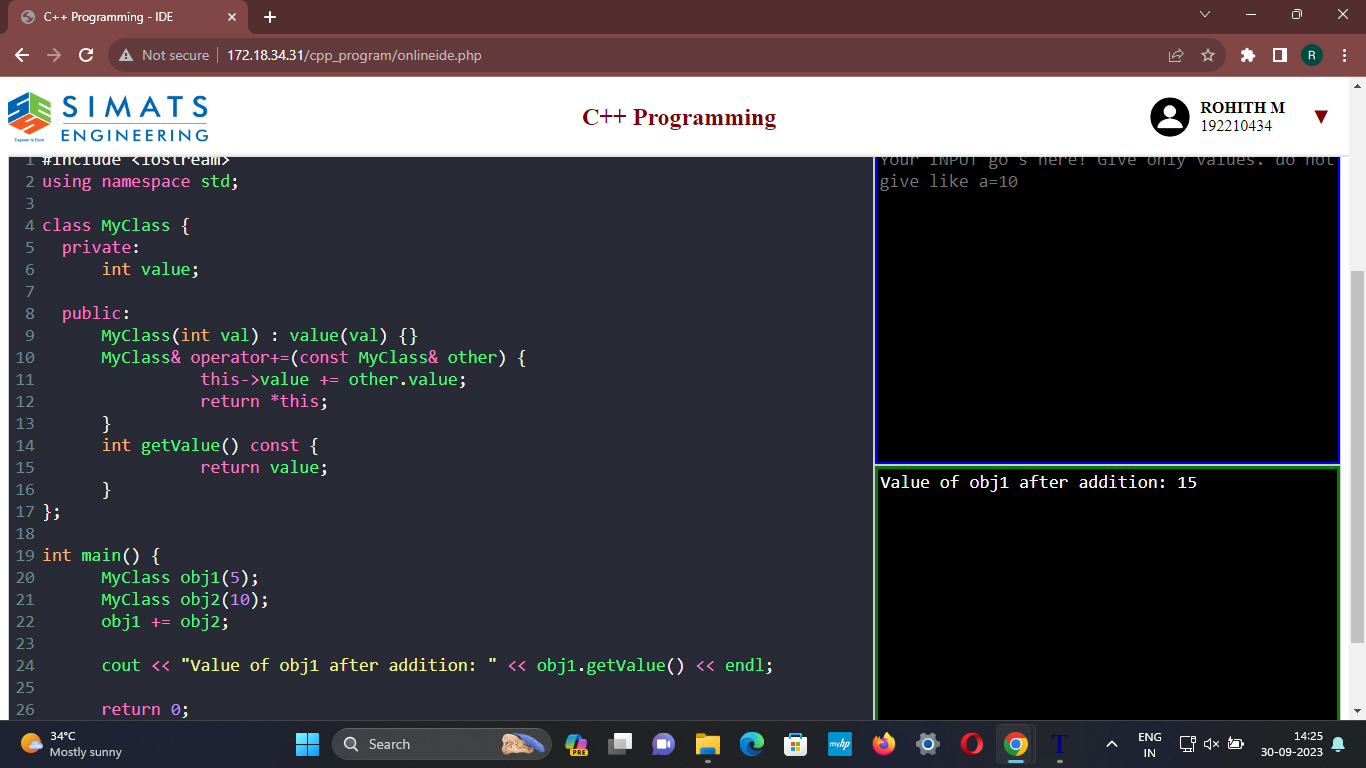 C++ Programming - IDE
Not secure
172.18.34.31/cpp_program/onlineide.php
R
SIMATS
ENGINEERING
C++ Programming
ROHITH M
192210434
1 #include <iostream>
2 using namespace std;
3
4 class MyClass {
5 private:
6 int value;
7
8 public:
9 MyClass(int val) : value(val) {}
10 MyClass& operator+=(const MyClass& other) {
11 this->value += other.value;
12 return *this;
13 }
14 int getValue() const {
15 return value;
16 }
17 };
18
19 int main() {
20 MyClass obj1(5);
21 MyClass obj2(10);
22 obj1 += obj2;
23
24 cout << "Value of obj1 after addition: " << obj1.getValue() << endl;
25
26 return 0;
Your INPUT go's here! Give only values. do not
give like a=10
Value of obj1 after addition: 15
34°C
Mostly sunny
Search
PRE
myhp
T
ENG
IN
14:25
30-09-2023